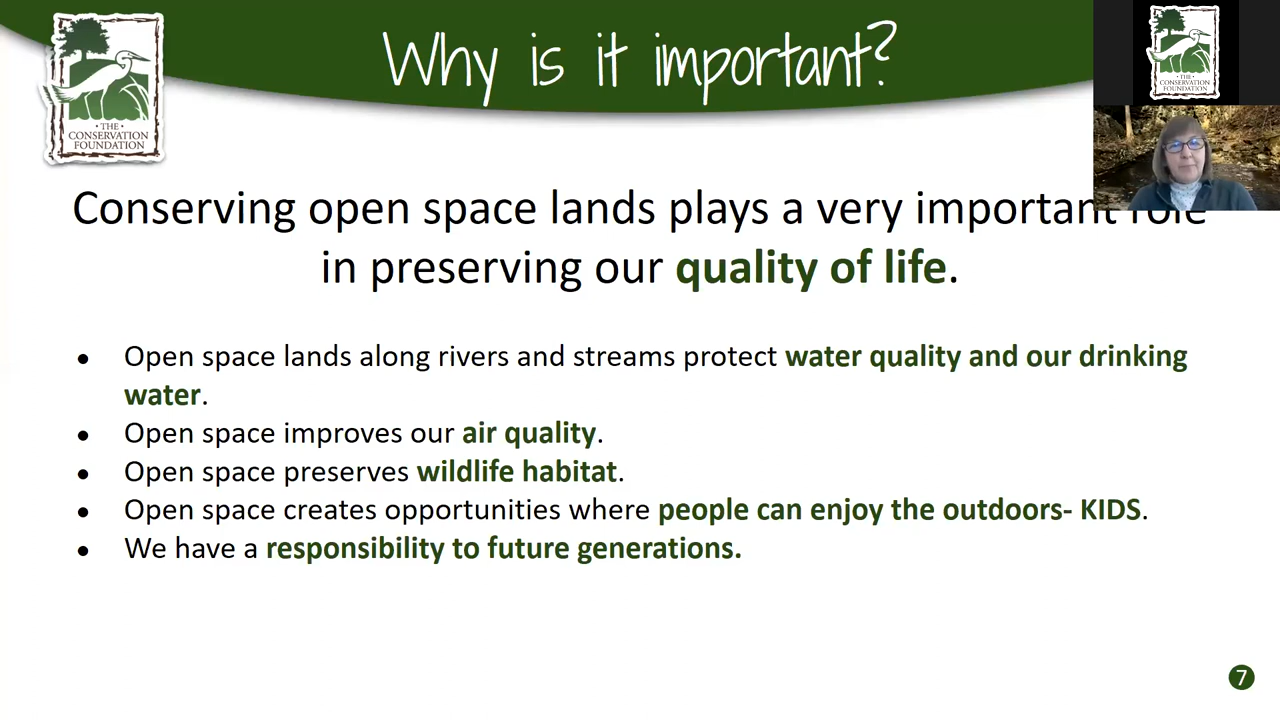 Why is it important?
· THE ·
CONSERVATION
FOUNDATION
· THE ·
CONSERVATION
FOUNDATION
Conserving open space lands plays a very important role
in preserving our quality of life.
● Open space lands along rivers and streams protect water quality and our drinking
water.
● Open space improves our air quality.
● Open space preserves wildlife habitat.
● Open space creates opportunities where people can enjoy the outdoors- KIDS.
● We have a responsibility to future generations.
7